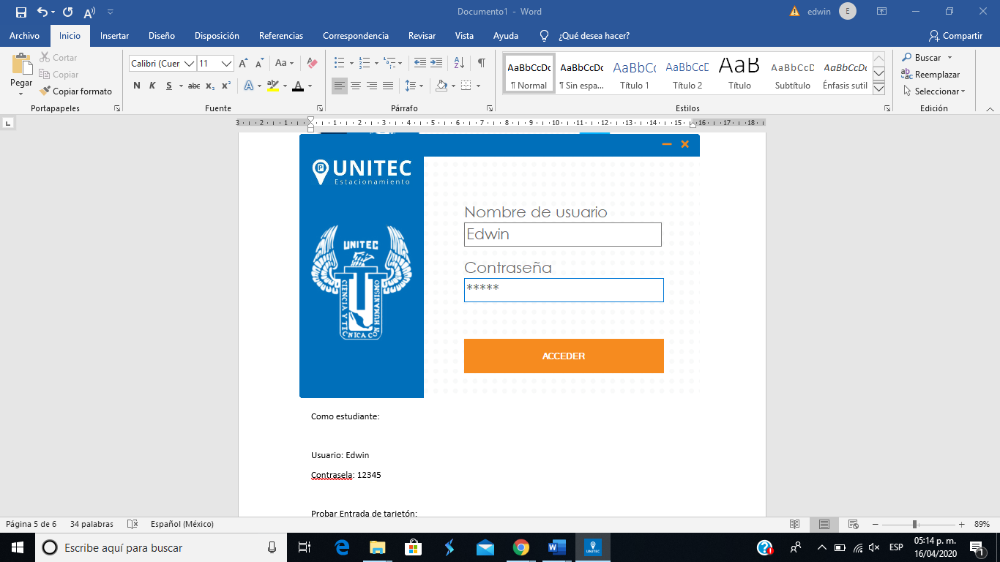 Documento1 - Word
edwin
E
Archivo
Inicio
Insertar
Diseño
Disposición
Referencias
Correspondencia
Revisar
Vista
Ayuda
¿Qué desea hacer?
Compartir
Pegar
Cortar
Copiar
Copiar formato
Portapapeles
Calibri (Cuer
11
Aa
N K S abc x₂ x²
Fuente
Párrafo
AaBbCcDc
¶ Normal
AaBbCcDc
¶ Sin espa...
AaBbCc
Título 1
AaBbCcD
Título 2
AaB
Título
AaBbCcD
Subtítulo
AaBbCcDc
Énfasis sutil
Estilos
Buscar
Reemplazar
Seleccionar
Edición
3 2 1 1 2 3 4 5 6 7 8 9 10 11 12 13 14 15 16 17 18
UNITEC
Estacionamiento
UNITEC
CIENCIA Y TECNICA CON HUMANISMO
Nombre de usuario
Edwin
Contraseña
*****
ACCEDER
Como estudiante:
Usuario: Edwin
Contrasela: 12345
Probar Entrada de tarjetón:
Página 5 de 6
34 palabras
Español (México)
89%
Escribe aquí para buscar
UNITEC
ESP
05:14 p. m.
16/04/2020
1